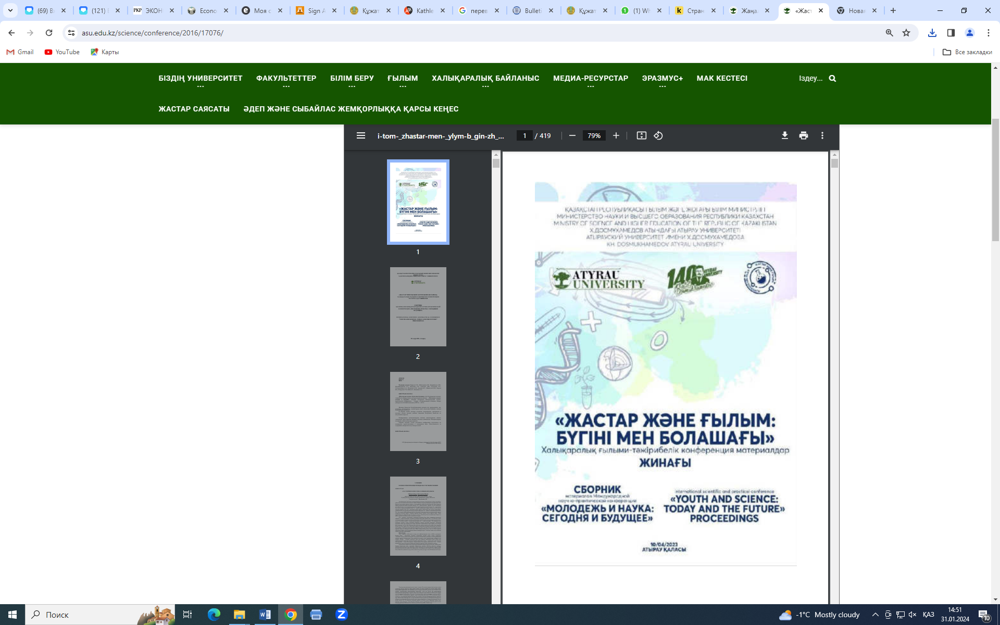 (69) Вх
(121) В
PKP ЭКОН
Econo
Моя с
Sign A
Құжат
Kathle
перев
Bulleti
Құжат
(1) Wh
Стран
Жаңа
«Жаст
Новая
asu.edu.kz/science/conference/2016/17076/
Gmail
YouTube
Карты
Все закладки
БІЗДІҢ УНИВЕРСИТЕТ
ФАКУЛЬТЕТТЕР
БІЛІМ БЕРУ
ҒЫЛЫМ
ХАЛЫҚАРАЛЫҚ БАЙЛАНЫС
МЕДИА-РЕСУРСТАР
ЭРАЗМУС+
МАК КЕСТЕСІ
Іздеу...
ЖАСТАР САЯСАТЫ
ӘДЕП ЖӘНЕ СЫБАЙЛАС ЖЕМҚОРЛЫҚҚА ҚАРСЫ КЕҢЕС
i-tom-_zhastar-men-_ylym-b_gin-zh_...
1 / 419
79%
1
2
3
4
ҚАЗАҚСТАН РЕСПУБЛИКАСЫ ҒЫЛЫМ ЖӘНЕ ЖОҒАРЫ БІЛІМ МИНИСТРЛІГІ
МИНИСТЕРСТВО НАУКИ И ВЫСШЕГО ОБРАЗОВАНИЯ РЕСПУБЛИКИ КАЗАХСТАН
MINISTRY OF SCIENCE AND HIGHER EDUCATION OF THE REPUBLIC OF KAZAKHSTAN
Х.ДОСМҰХАМЕДОВ АТЫНДАҒЫ АТЫРАУ УНИВЕРСИТЕТІ
АТЫРАУСКИЙ УНИВЕРСИТЕТ ИМЕНИ Х.ДОСМУХАМЕДОВА
KH. DOSMUKHAMEDOV ATYRAU UNIVERSITY
ATYRAU
UNIVERSITY
140
ATYRAU
UNIVERSITY
«ЖАСТАР ЖӘНЕ ҒЫЛЫМ:
БҮГІНІ МЕН БОЛАШАҒЫ»
Халықаралық ғылыми-тәжірибелік конференция материалдар
ЖИНАҒЫ
СБОРНИК
материалов Международной
научно-практической конференции
«МОЛОДЕЖЬ И НАУКА:
СЕГОДНЯ И БУДУЩЕЕ»
International scientific and practical conference
«YOUTH AND SCIENCE:
TODAY AND THE FUTURE»
PROCEEDINGS
10/04/2023
АТЫРАУ ҚАЛАСЫ
Поиск
-1°C Mostly cloudy
ҚАЗ
14:51
31.01.2024
10